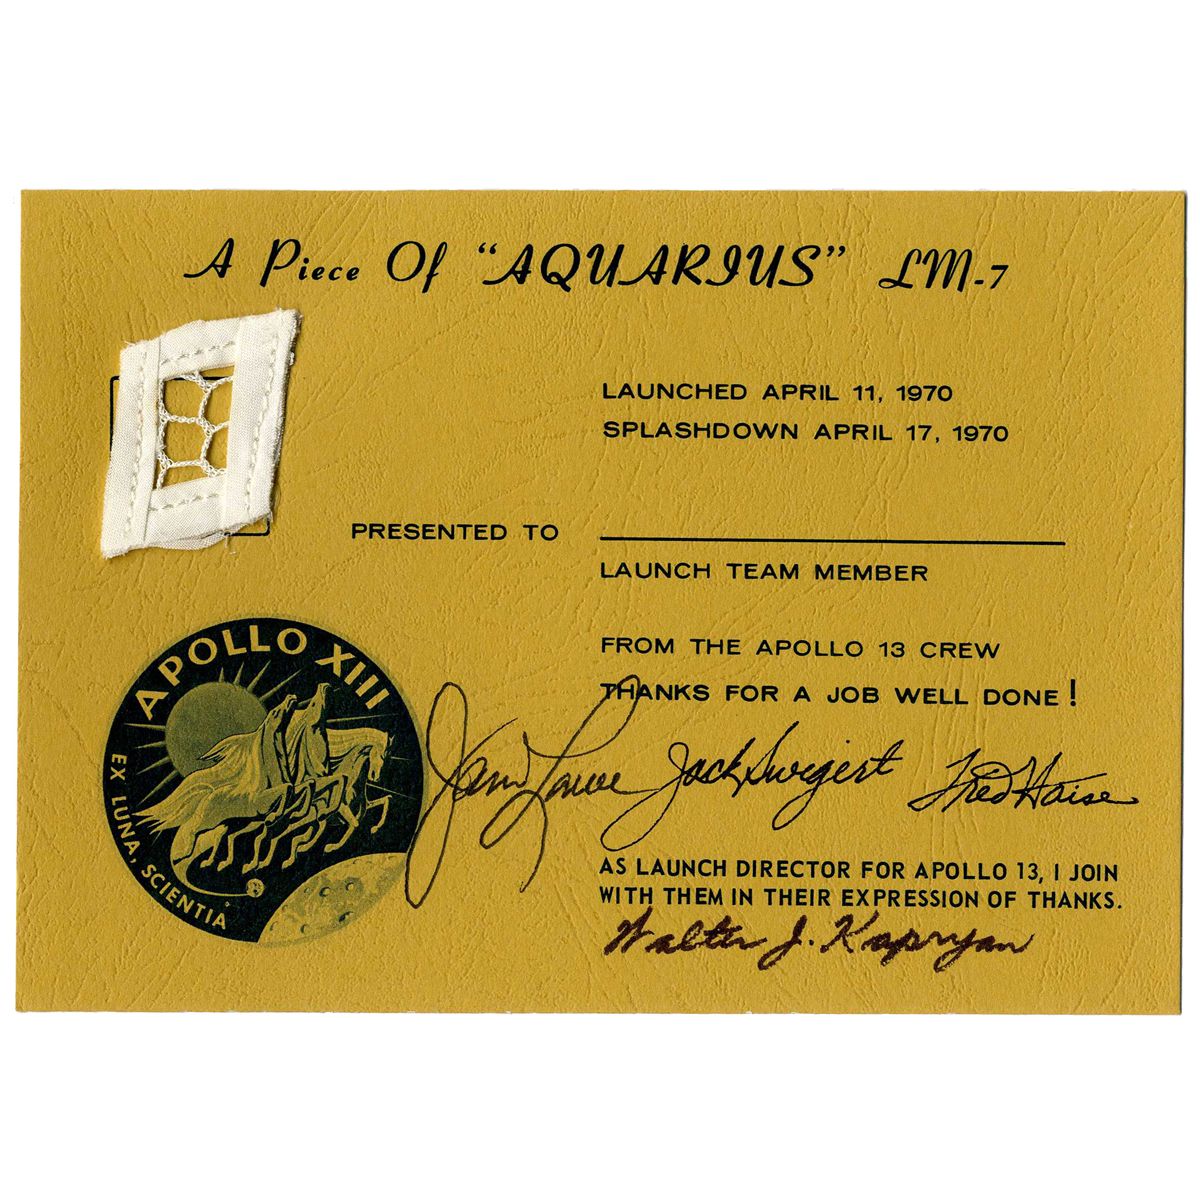 A Piece Of "AQUARIUS" LM-7
LAUNCHED APRIL 11, 1970
SPLASHDOWN APRIL 17, 1970
PRESENTED TO
LAUNCH TEAM MEMBER
FROM THE APOLLO 13 CREW
THANKS FOR A JOB WELL DONE!
APOLLO XIII
EX LUNA, SCIENTIA
James Lovell Jack Swigert Fred Haise
AS LAUNCH DIRECTOR FOR APOLLO 13, I JOIN
WITH THEM IN THEIR EXPRESSION OF THANKS.
Walter J. Kapryan